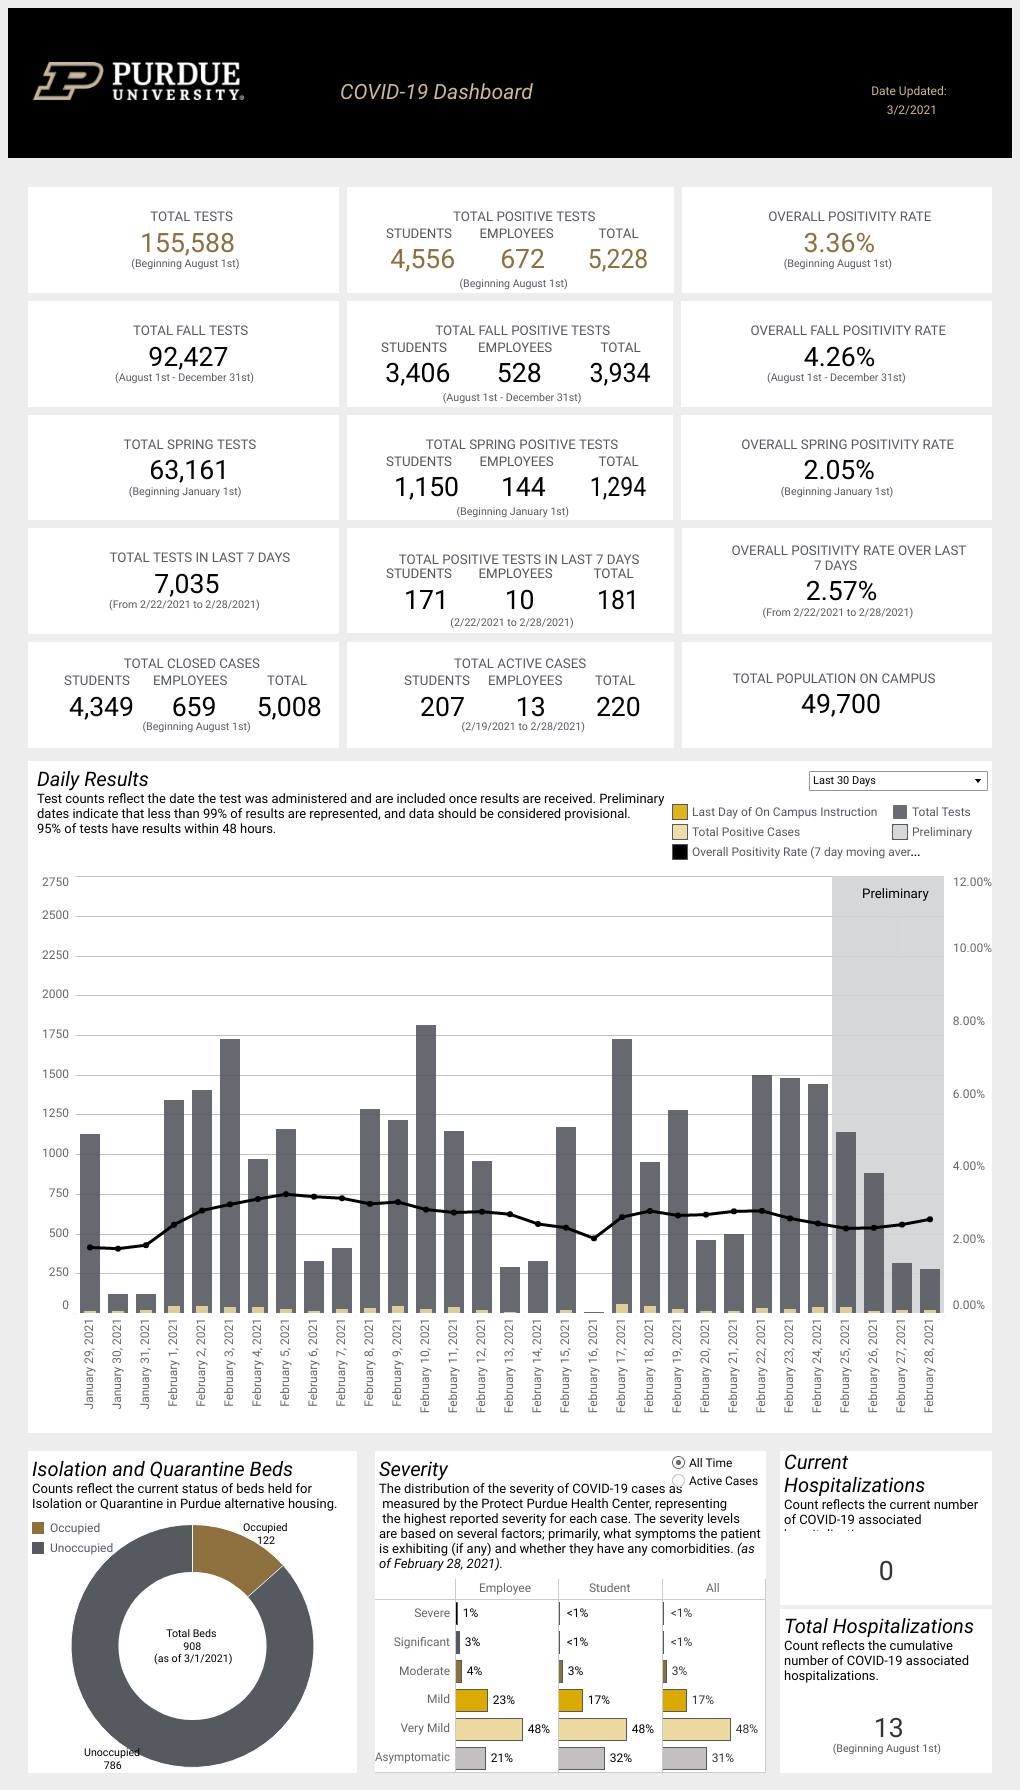 PURDUE
UNIVERSITY®
COVID-19 Dashboard
Date Updated:
3/2/2021
TOTAL TESTS
155,588
(Beginning August 1st)
TOTAL POSITIVE TESTS
STUDENTS EMPLOYEES TOTAL
4,556 672 5,228
(Beginning August 1st)
OVERALL POSITIVITY RATE
3.36%
(Beginning August 1st)
TOTAL FALL TESTS
92,427
(August 1st - December 31st)
TOTAL FALL POSITIVE TESTS
STUDENTS EMPLOYEES TOTAL
3,406 528 3,934
(August 1st - December 31st)
OVERALL FALL POSITIVITY RATE
4.26%
(August 1st - December 31st)
TOTAL SPRING TESTS
63,161
(Beginning January 1st)
TOTAL SPRING POSITIVE TESTS
STUDENTS EMPLOYEES TOTAL
1,150 144 1,294
(Beginning January 1st)
OVERALL SPRING POSITIVITY RATE
2.05%
(Beginning January 1st)
TOTAL TESTS IN LAST 7 DAYS
7,035
(From 2/22/2021 to 2/28/2021)
TOTAL POSITIVE TESTS IN LAST 7 DAYS
STUDENTS EMPLOYEES TOTAL
171 10 181
(2/22/2021 to 2/28/2021)
OVERALL POSITIVITY RATE OVER LAST
7 DAYS
2.57%
(From 2/22/2021 to 2/28/2021)
TOTAL CLOSED CASES
STUDENTS EMPLOYEES TOTAL
4,349 659 5,008
(Beginning August 1st)
TOTAL ACTIVE CASES
STUDENTS EMPLOYEES TOTAL
207 13 220
(2/19/2021 to 2/28/2021)
TOTAL POPULATION ON CAMPUS
49,700
Daily Results
Test counts reflect the date the test was administered and are included once results are received. Preliminary
dates indicate that less than 99% of results are represented, and data should be considered provisional.
95% of tests have results within 48 hours.
Last 30 Days
Last Day of On Campus Instruction Total Tests
Total Positive Cases Preliminary
Overall Positivity Rate (7 day moving aver...
Preliminary
2750
2500
2250
2000
1750
1500
1250
1000
750
500
250
0
12.00%
10.00%
8.00%
6.00%
4.00%
2.00%
0.00%
January 29, 2021
January 30, 2021
January 31, 2021
February 1, 2021
February 2, 2021
February 3, 2021
February 4, 2021
February 5, 2021
February 6, 2021
February 7, 2021
February 8, 2021
February 9, 2021
February 10, 2021
February 11, 2021
February 12, 2021
February 13, 2021
February 14, 2021
February 15, 2021
February 16, 2021
February 17, 2021
February 18, 2021
February 19, 2021
February 20, 2021
February 21, 2021
February 22, 2021
February 23, 2021
February 24, 2021
February 25, 2021
February 26, 2021
February 27, 2021
February 28, 2021
Isolation and Quarantine Beds
Counts reflect the current status of beds held for
Isolation or Quarantine in Purdue alternative housing.
Occupied
Unoccupied
Occupied
122
Total Beds
908
(as of 3/1/2021)
Unoccupied
786
Severity
All Time
Active Cases
The distribution of the severity of COVID-19 cases as
measured by the Protect Purdue Health Center, representing
the highest reported severity for each case. The severity levels
are based on several factors; primarily, what symptoms the patient
is exhibiting (if any) and whether they have any comorbidities. (as
of February 28, 2021).
Employee Student All
Severe 1% <1% <1%
Significant 3% <1% <1%
Moderate 4% 3% 3%
Mild 23% 17% 17%
Very Mild 48% 48% 48%
Asymptomatic 21% 32% 31%
Current
Hospitalizations
Count reflects the current number
of COVID-19 associated
0
Total Hospitalizations
Count reflects the cumulative
number of COVID-19 associated
hospitalizations.
13
(Beginning August 1st)